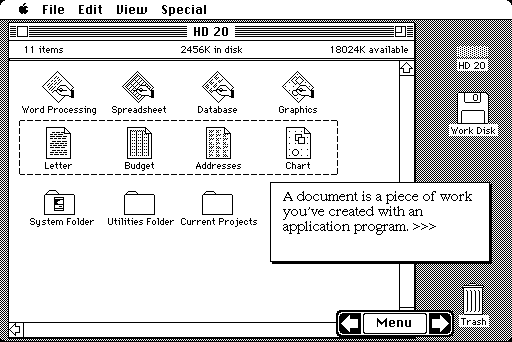 File Edit View Special
HD 20
11 items 2456K in disk 18024K available
Word Processing Spreadsheet Database Graphics
Letter Budget Addresses Chart
System Folder Utilities Folder Current Projects
HD 20
Work Disk
A document is a piece of work
you've created with an
application program. >>>
Menu
Trash